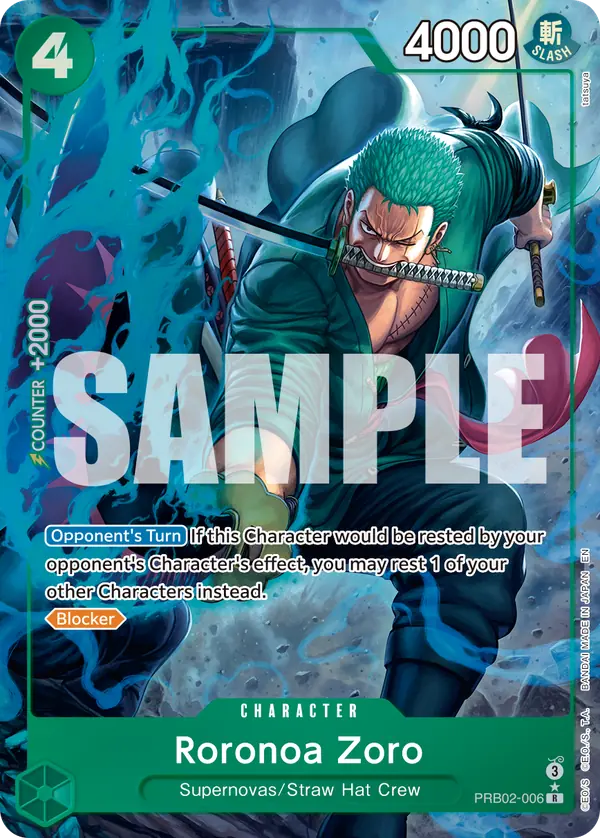 4
4000
斬
SLASH
tatsuya
COUNTER +2000
SAMPLE
Opponent's Turn If this Character would be rested by your
opponent's Character's effect, you may rest 1 of your
other Characters instead.
Blocker
CHARACTER
Roronoa Zoro
Supernovas/Straw Hat Crew
3
PRB02-006 R
©ED/S ©E.O./S., T.A. BANDAI MADE IN JAPAN EN